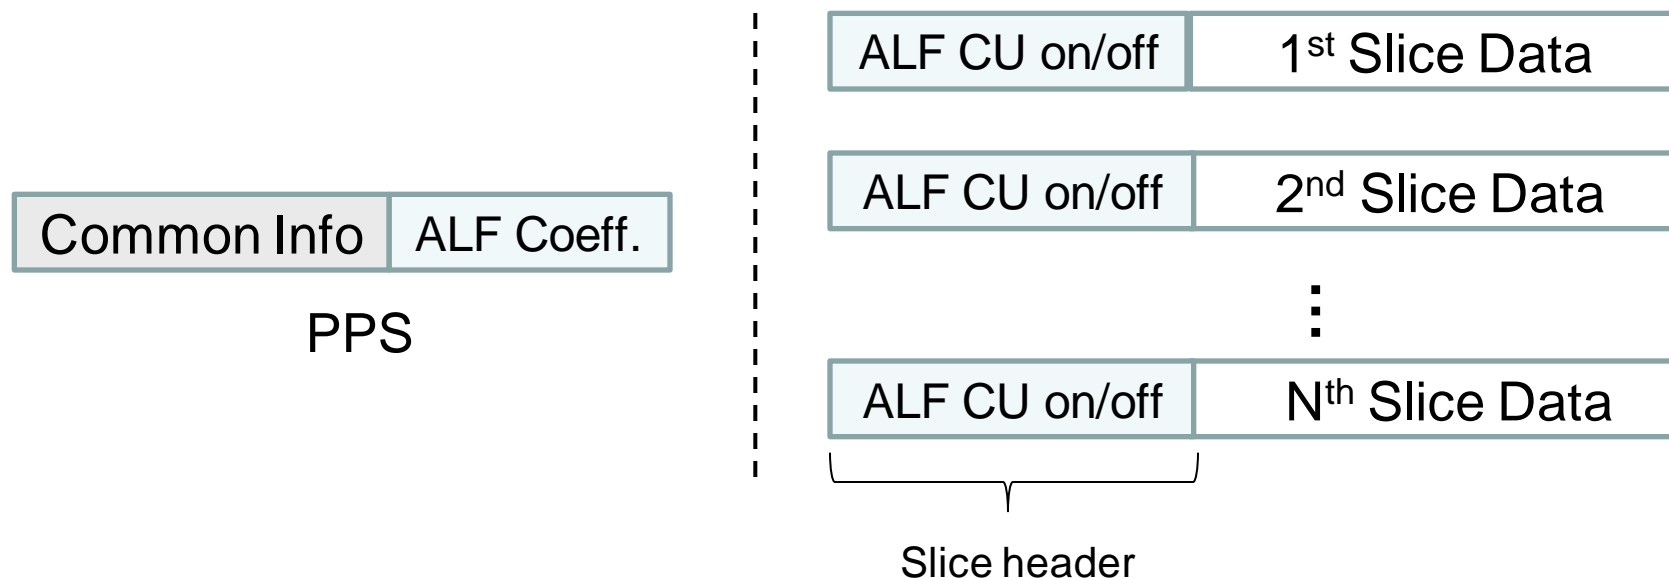 Common Info
ALF Coeff.
PPS
ALF CU on/off
1st Slice Data
ALF CU on/off
2nd Slice Data
ALF CU on/off
Nth Slice Data
Slice header